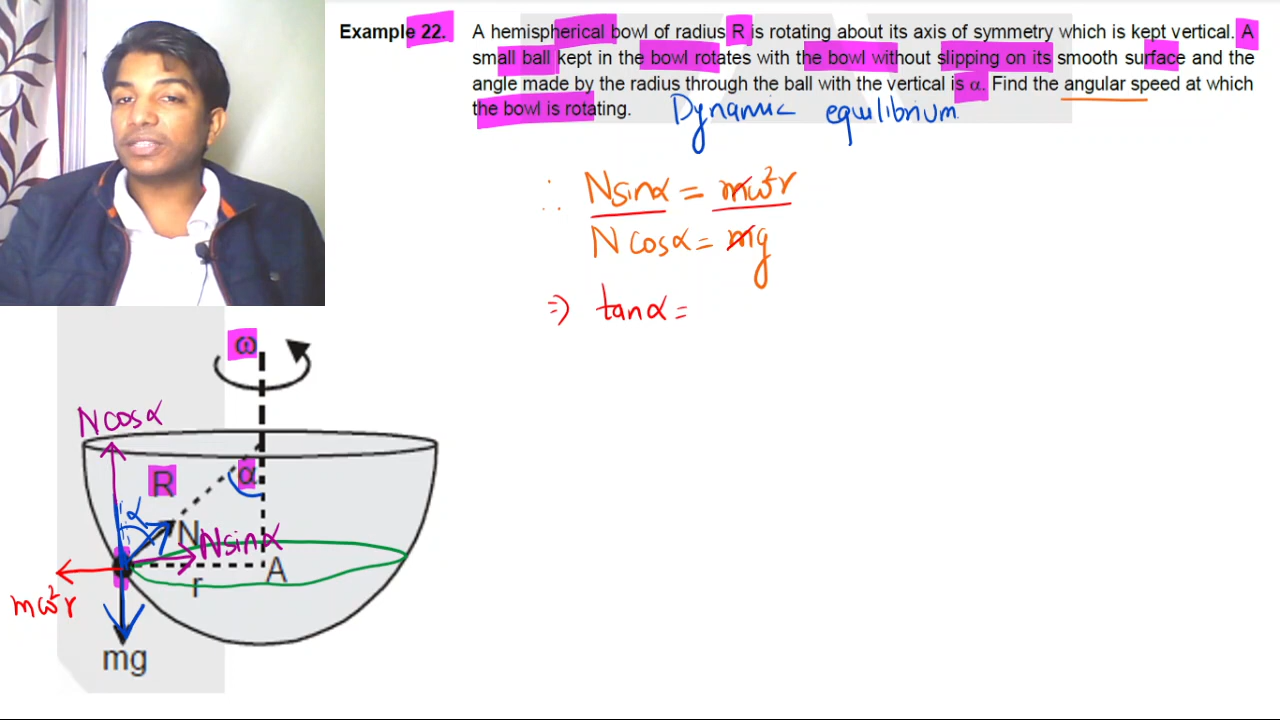 Example 22. A hemispherical bowl of radius R is rotating about its axis of symmetry which is kept vertical. A
small ball kept in the bowl rotates with the bowl without slipping on its smooth surface and the
angle made by the radius through the ball with the vertical is α. Find the angular speed at which
the bowl is rotating.
Dynamic equilibrium
∴ Nsinα = mω²r
N cosα = mg
⇒ tanα =
ω
Ncosα
R
α
α
N
Nsinα
A
r
mω²r
mg